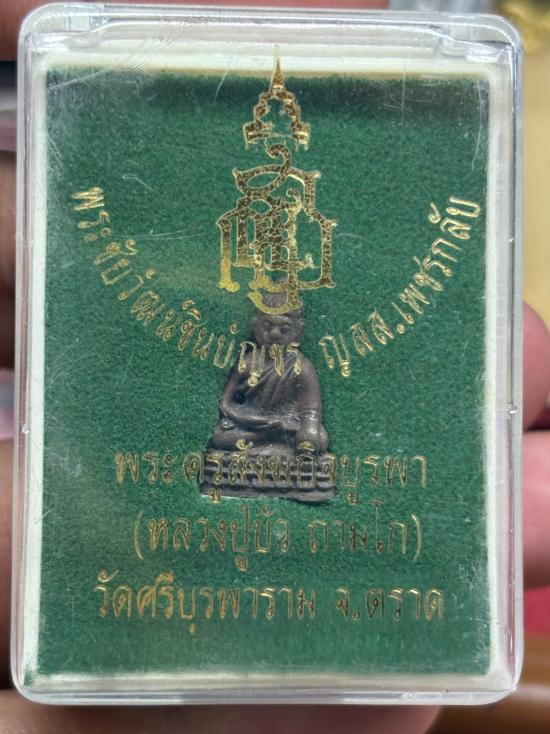 พระชัยวัฒน์ชินบัญชร ญสส.เพชรกลับ
พระครูสังฆกิจบูรพา
(หลวงปู่บัว ถามโก)
วัดศรีบุรพาราม จ.ตราด